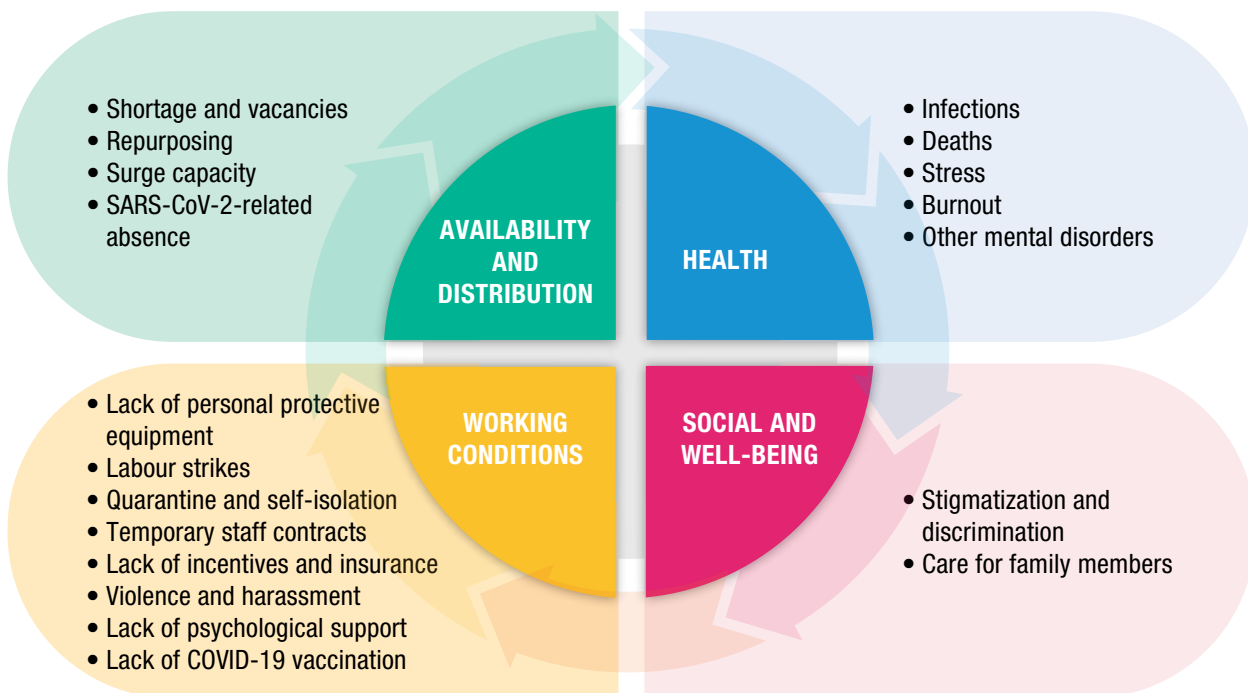 • Shortage and vacancies
• Repurposing
• Surge capacity
• SARS-CoV-2-related
absence
AVAILABILITY
AND
DISTRIBUTION
HEALTH
• Infections
• Deaths
• Stress
• Burnout
• Other mental disorders
• Lack of personal protective
equipment
• Labour strikes
• Quarantine and self-isolation
• Temporary staff contracts
• Lack of incentives and insurance
• Violence and harassment
• Lack of psychological support
• Lack of COVID-19 vaccination
WORKING
CONDITIONS
SOCIAL AND
WELL-BEING
• Stigmatization and
discrimination
• Care for family members